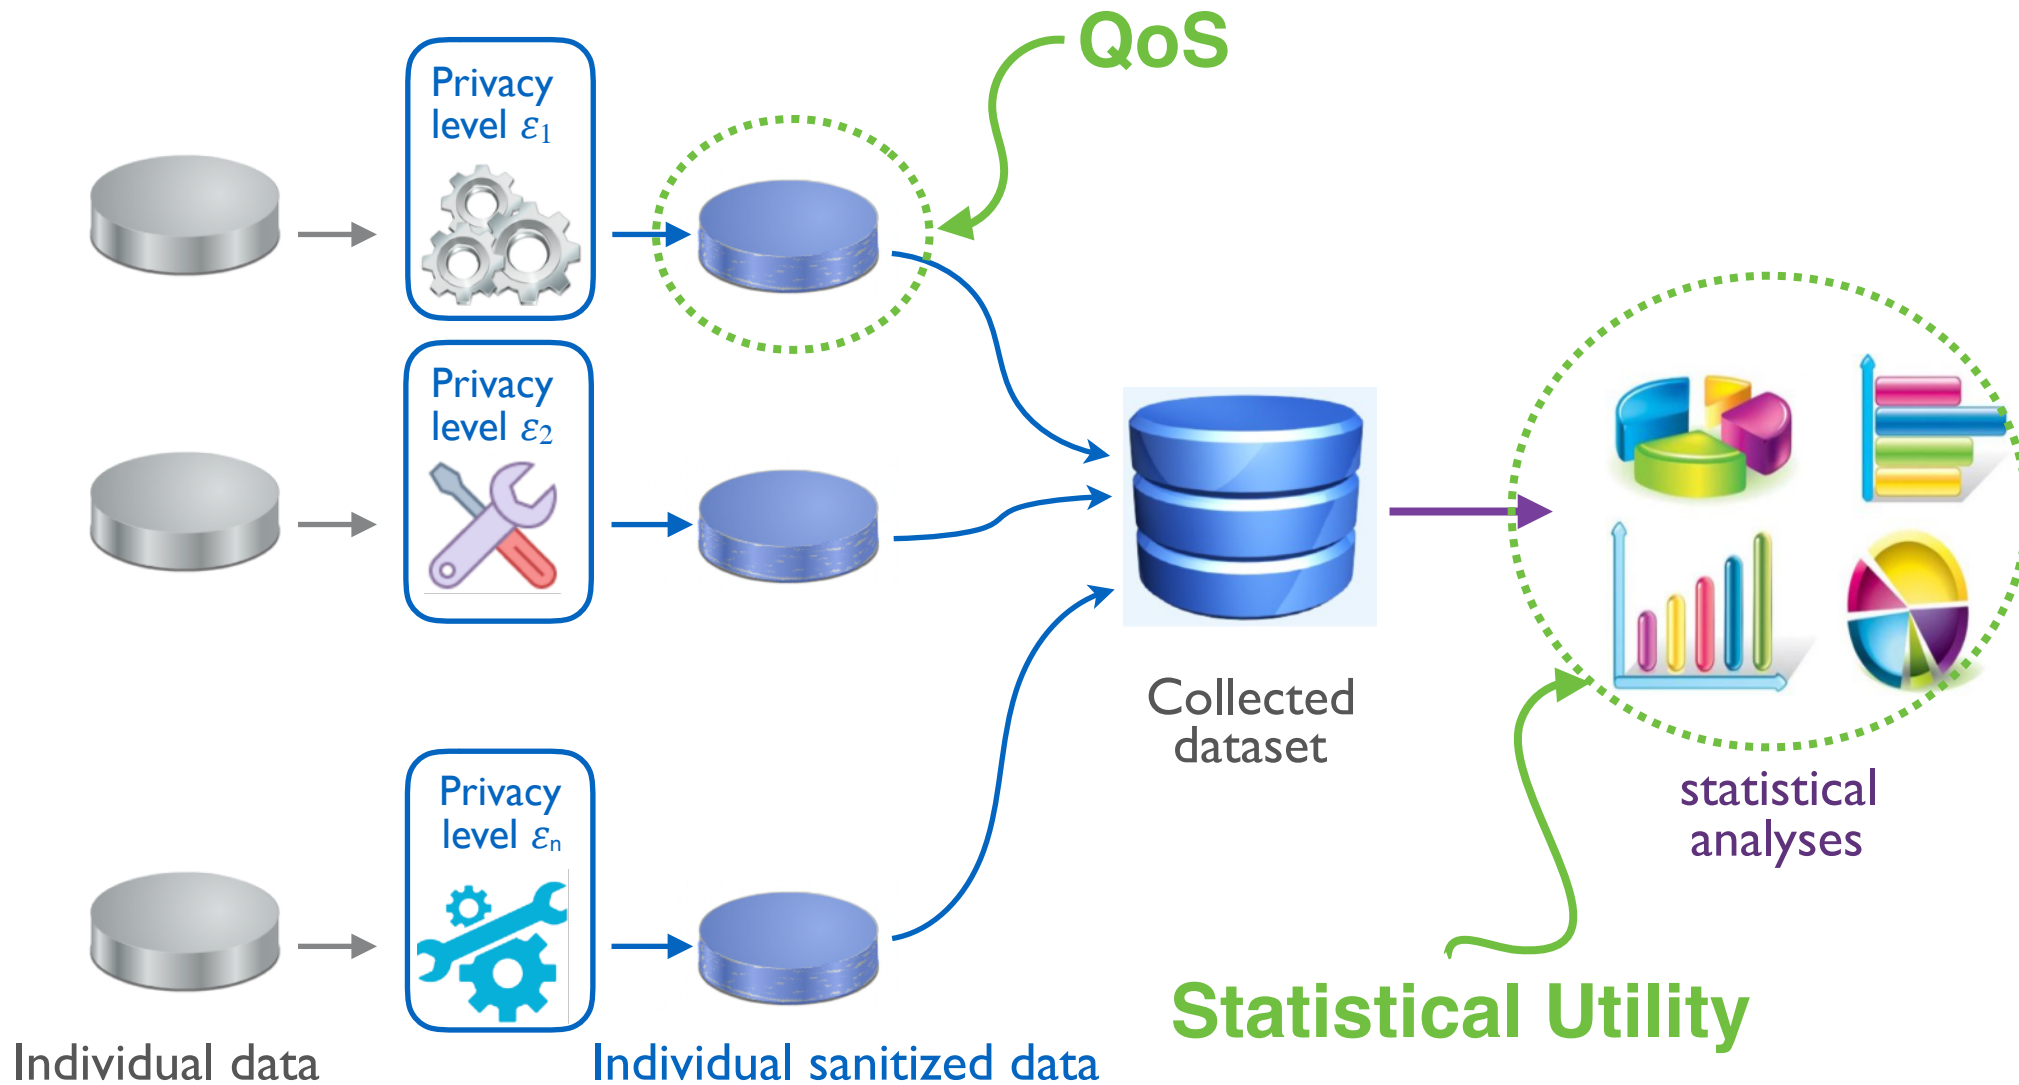 QoS
Privacy
level ε1
Privacy
level ε2
Collected
dataset
Privacy
level εn
statistical
analyses
Statistical Utility
Individual data
Individual sanitized data